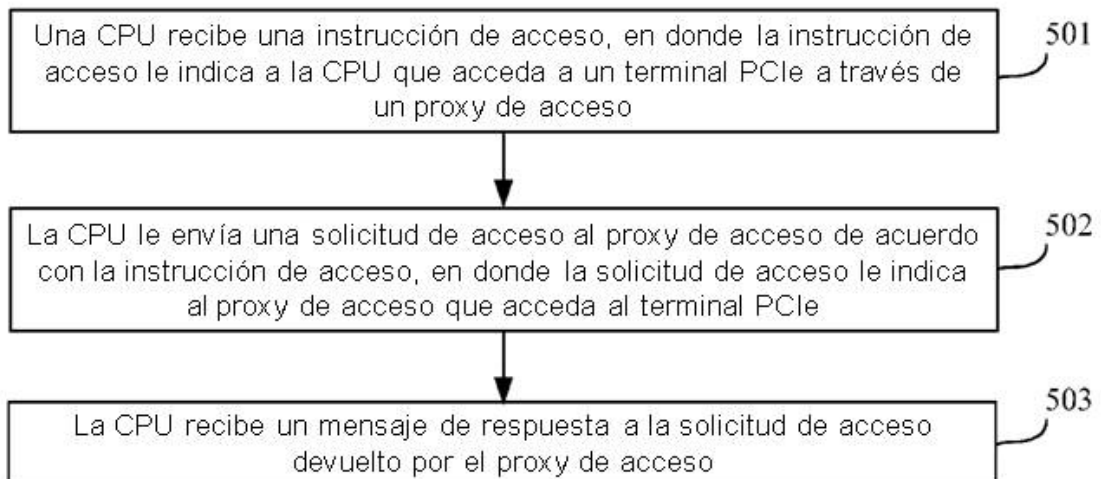 Una CPU recibe una instrucción de acceso, en donde la instrucción de
acceso le indica a la CPU que acceda a un terminal PCIe a través de
un proxy de acceso
501
La CPU le envía una solicitud de acceso al proxy de acceso de acuerdo
con la instrucción de acceso, en donde la solicitud de acceso le indica
al proxy de acceso que acceda al terminal PCIe
502
La CPU recibe un mensaje de respuesta a la solicitud de acceso
devuelto por el proxy de acceso
503